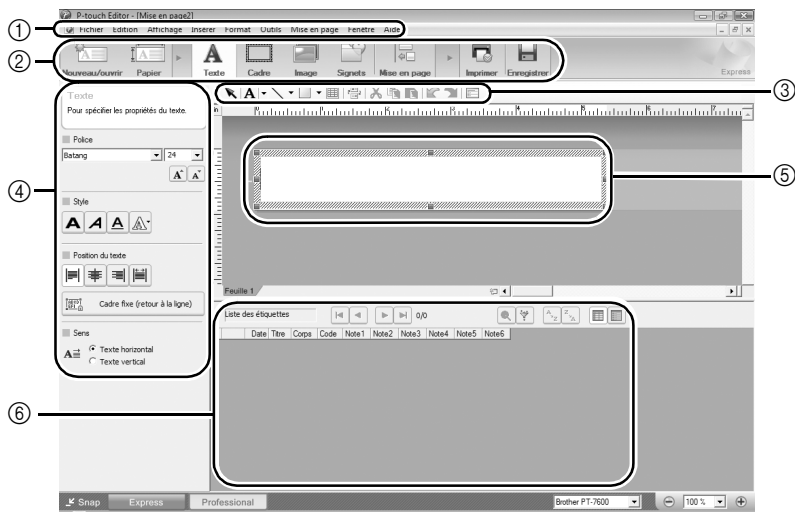 P-touch Editor - [Mise en page2]
① Fichier Edition Affichage Insérer Format Outils Mise en page Fenêtre Aide
② Nouveau/ouvrir Papier Texte Cadre Image Signets Mise en page Imprimer Enregistrer Express
③
Texte
Pour spécifier les propriétés du texte.
④
Police
Batang 24
Style
Position du texte
Cadre fixe (retour à la ligne)
Sens
Texte horizontal
Texte vertical
⑤
Feuille 1
⑥
Liste des étiquettes 0/0
Date Titre Corps Code Note1 Note2 Note3 Note4 Note5 Note6
Snap Express Professional Brother PT-7600 100 %